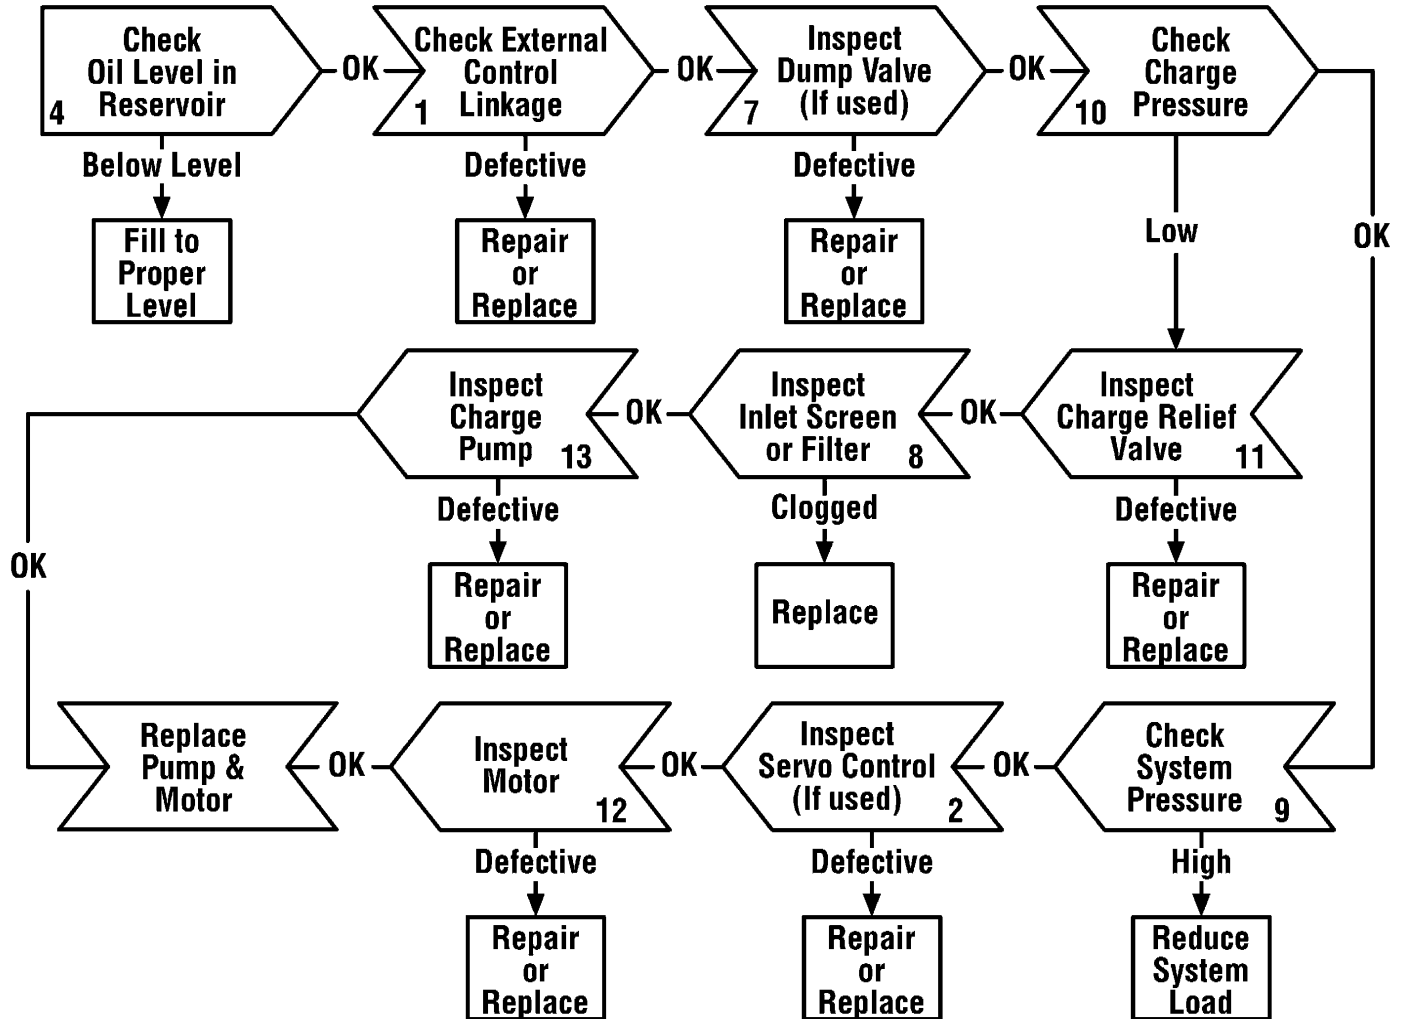 Check
Oil Level in
Reservoir
4
OK
Check External
Control
Linkage
1
OK
Inspect
Dump Valve
(If used)
7
OK
Check
Charge
Pressure
10
Below Level
Defective
Defective
Low
OK
Fill to
Proper
Level
Repair
or
Replace
Repair
or
Replace
Inspect
Charge
Pump
13
OK
Inspect
Inlet Screen
or Filter
8
OK
Inspect
Charge Relief
Valve
11
Defective
Clogged
Defective
OK
Repair
or
Replace
Replace
Repair
or
Replace
Replace
Pump &
Motor
OK
Inspect
Motor
12
OK
Inspect
Servo Control
(If used)
2
OK
Check
System
Pressure
9
Defective
Defective
High
Repair
or
Replace
Repair
or
Replace
Reduce
System
Load